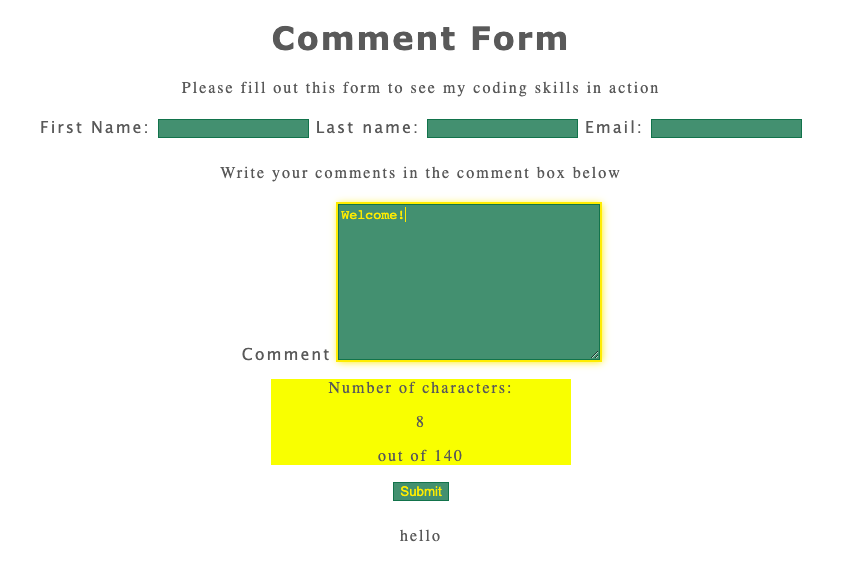 Comment Form
Please fill out this form to see my coding skills in action
First Name: Last name: Email:
Write your comments in the comment box below
Welcome!
Comment
Number of characters:
8
out of 140
Submit
hello